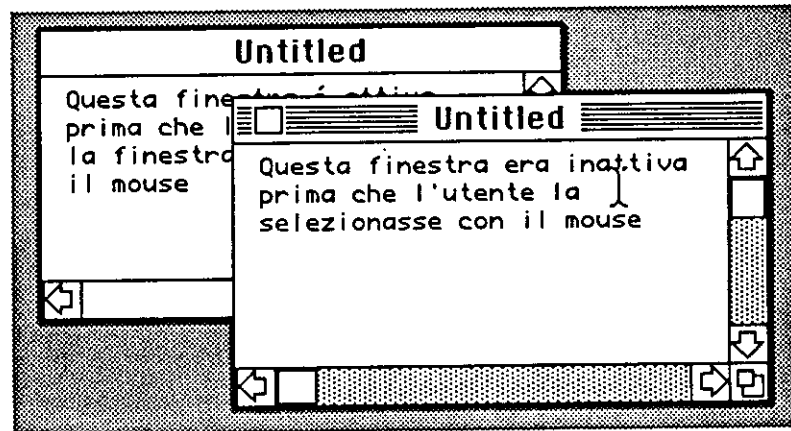 Untitled
Questa fine
prima che l
la finestra
il mouse
Untitled
Questa finestra era inattiva
prima che l'utente la
selezionasse con il mouse